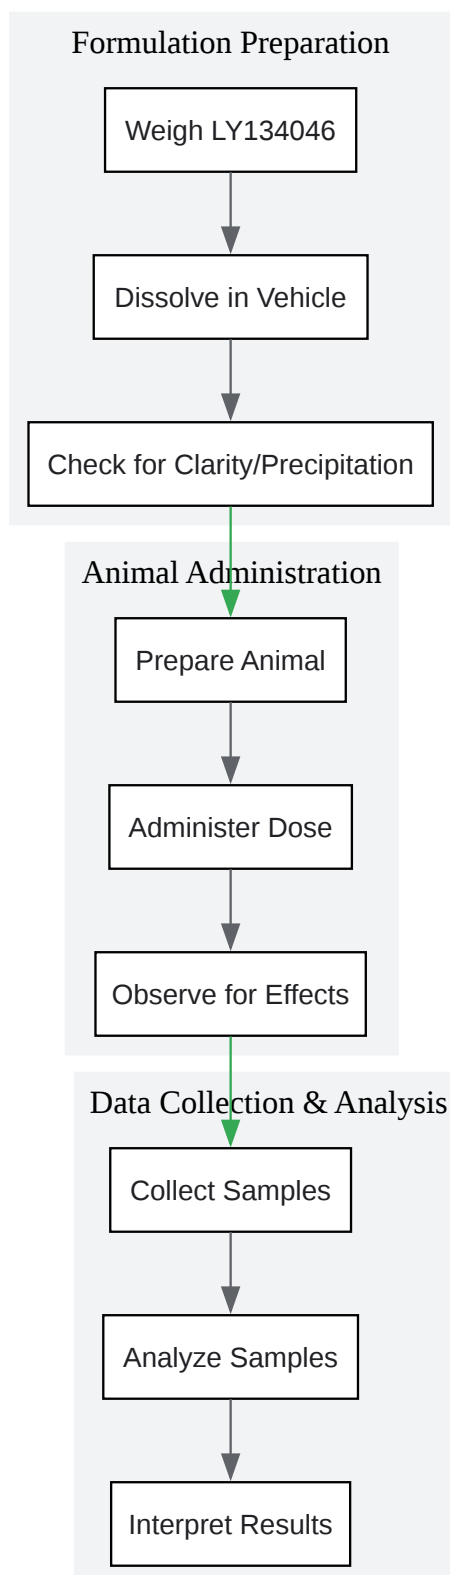 Formulation Preparation
Weigh LY134046
Dissolve in Vehicle
Check for Clarity/Precipitation
Animal Administration
Prepare Animal
Administer Dose
Observe for Effects
Data Collection & Analysis
Collect Samples
Analyze Samples
Interpret Results